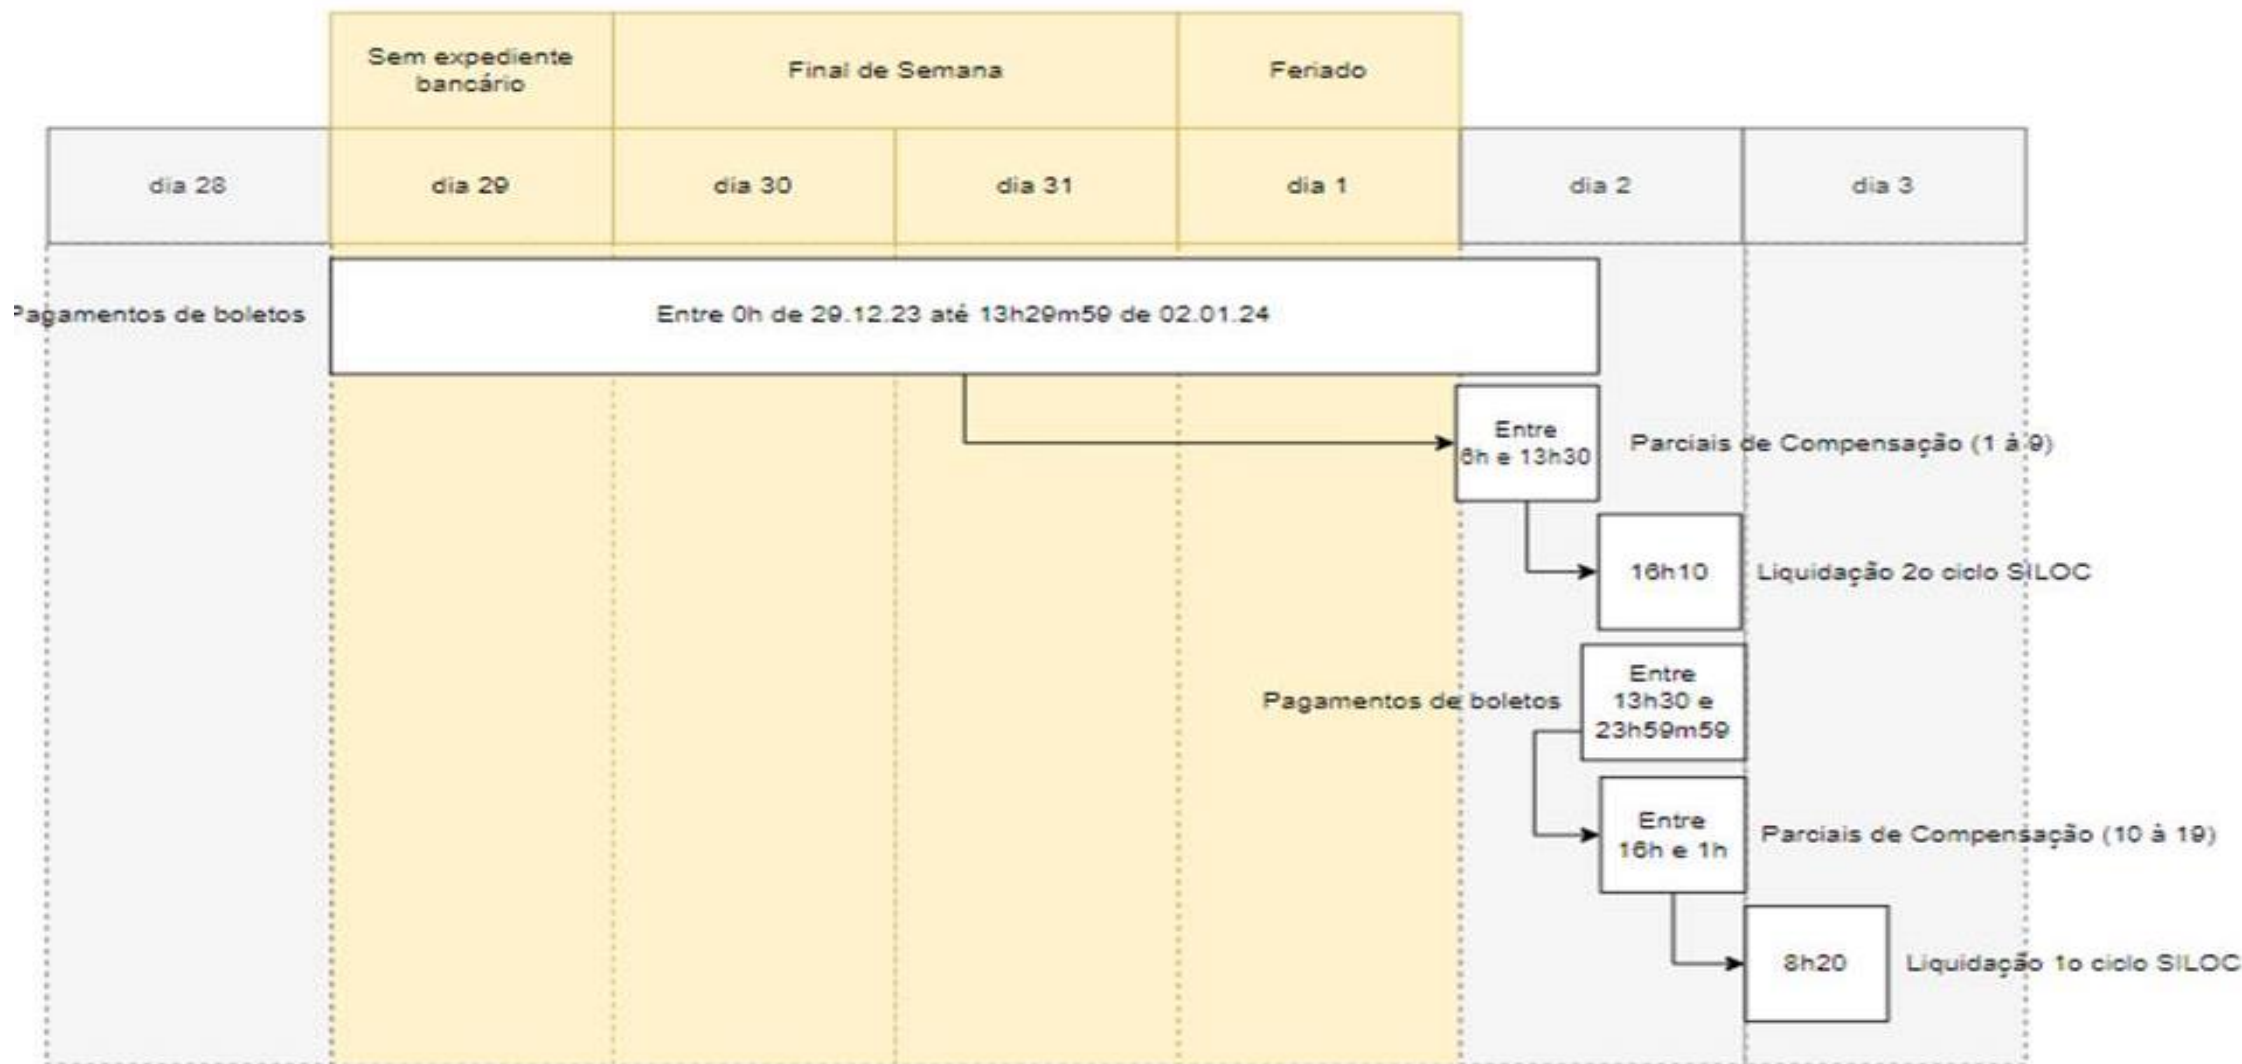 Sem expediente
bancário
Final de Semana
Feriado
dia 28
dia 29
dia 30
dia 31
dia 1
dia 2
dia 3
Pagamentos de boletos
Entre 0h de 29.12.23 até 13h29m59 de 02.01.24
Entre
6h e 13h30
Parciais de Compensação (1 à 9)
16h10
Liquidação 2o ciclo SILOC
Pagamentos de boletos
Entre
13h30 e
23h59m59
Entre
16h e 1h
Parciais de Compensação (10 à 19)
8h20
Liquidação 1o ciclo SILOC